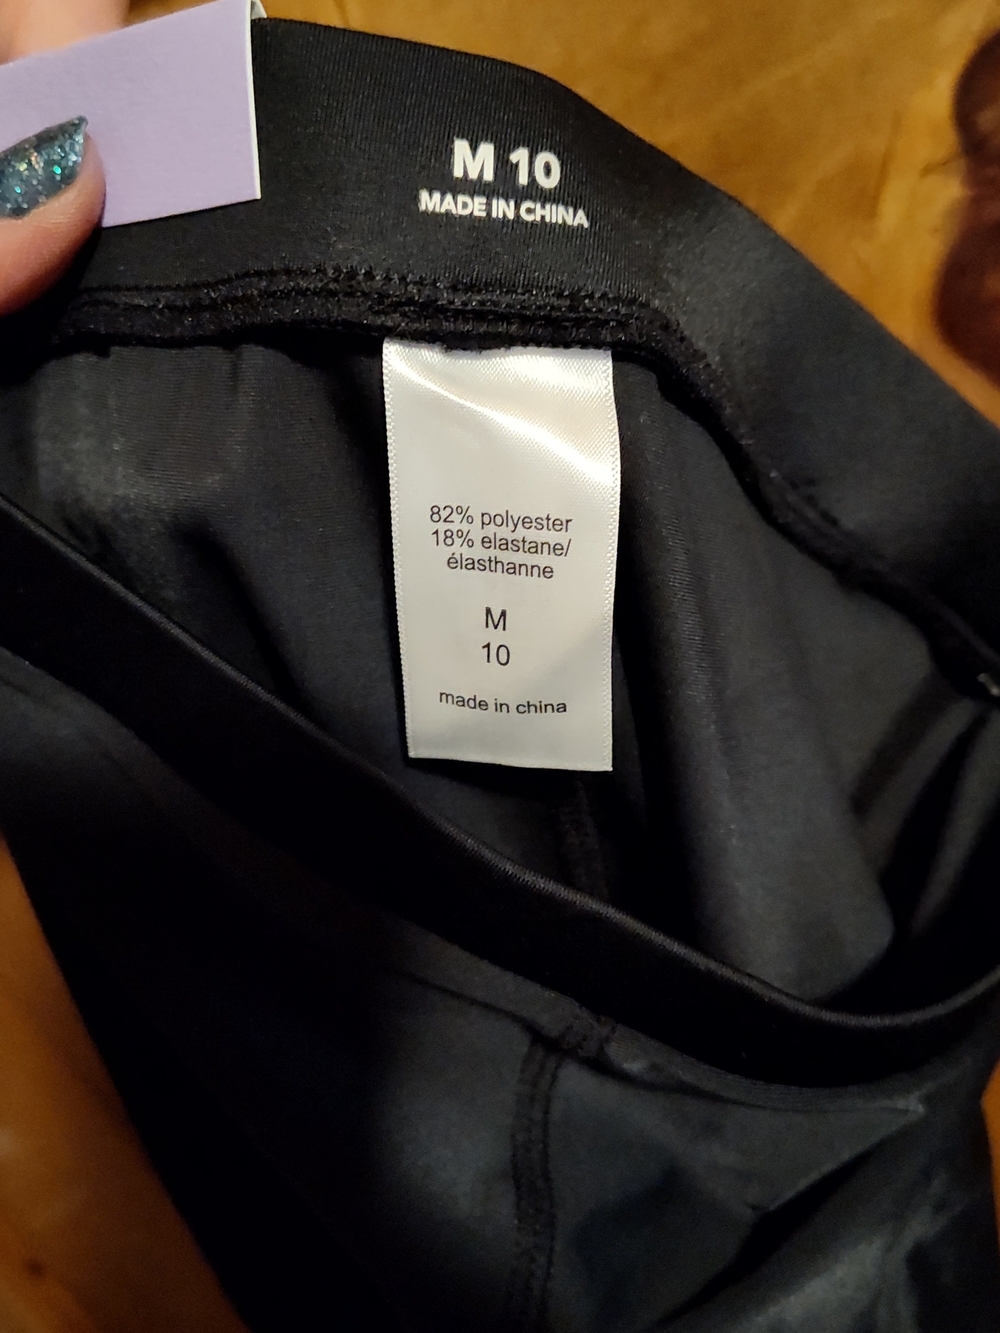 M 10
MADE IN CHINA
82% polyester
18% elastane/
élasthanne
M
10
made in china